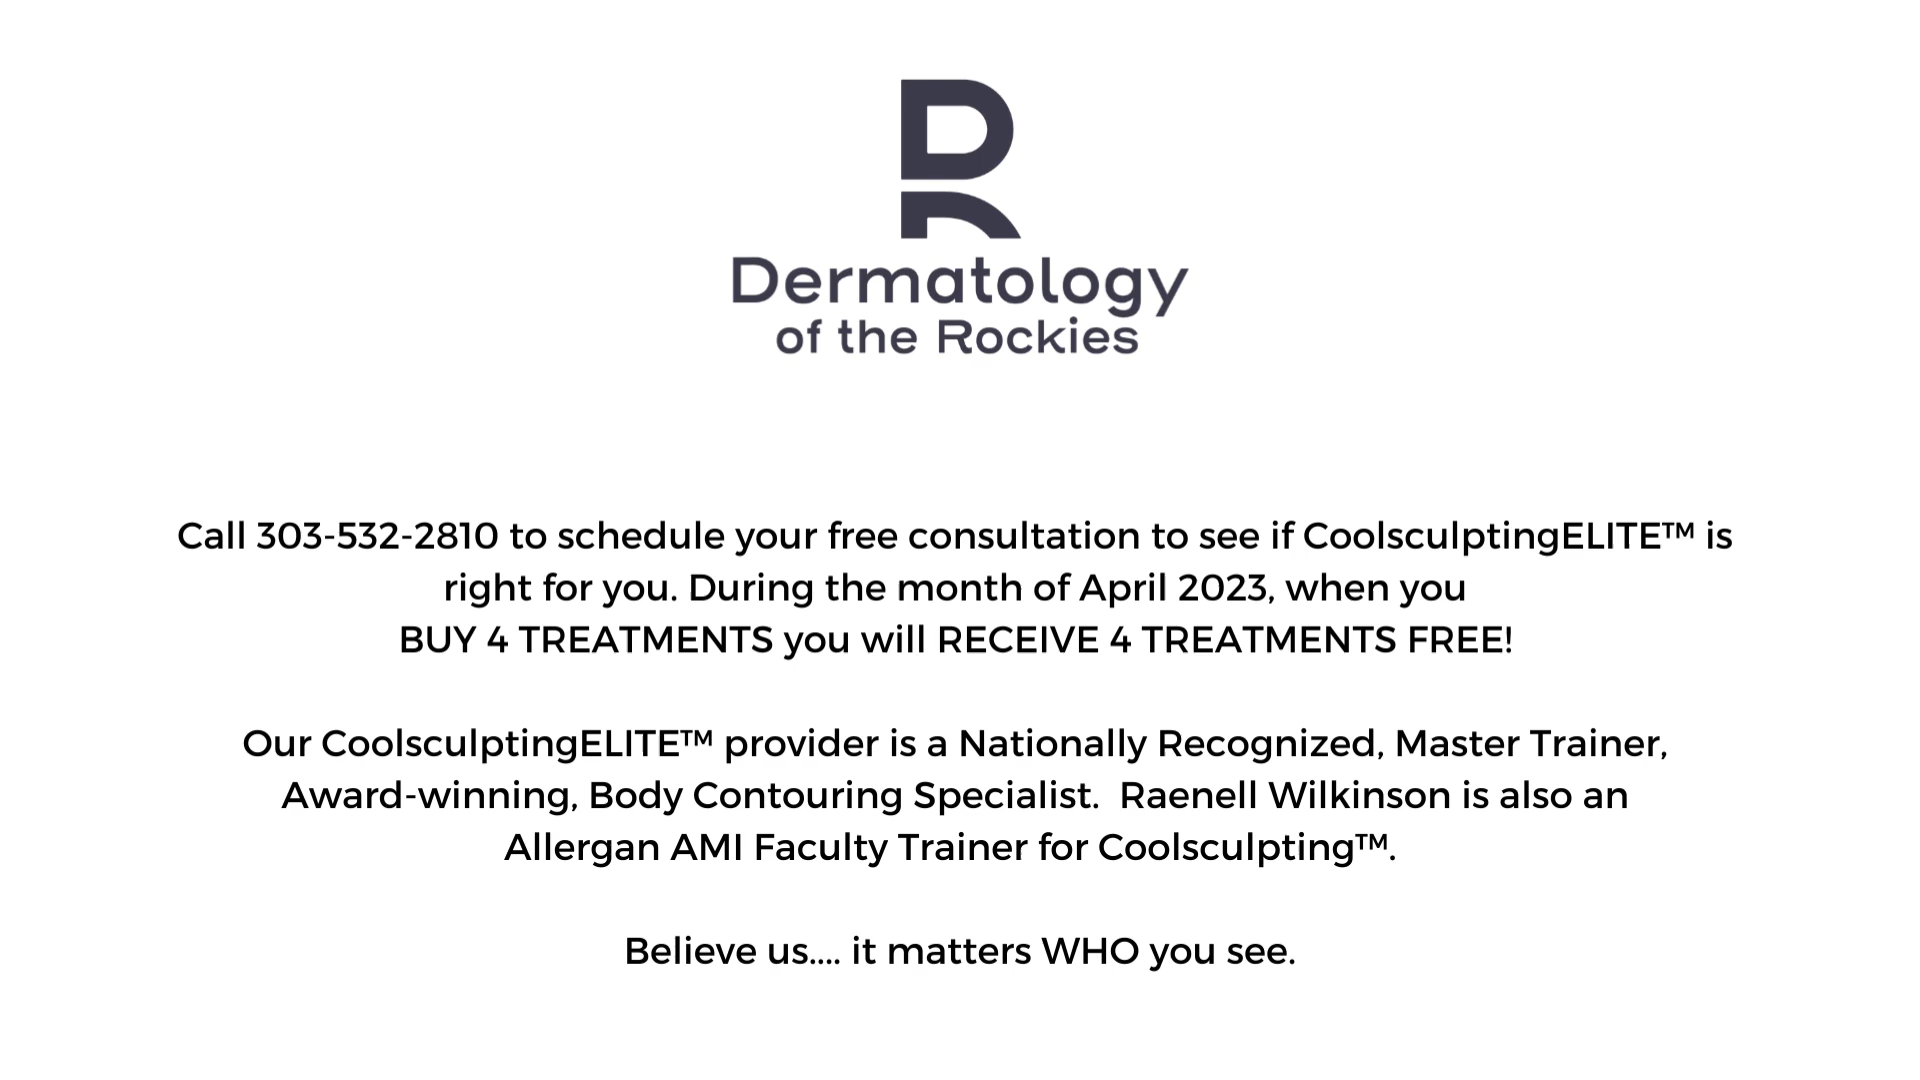 Dermatology
of the Rockies
Call 303-532-2810 to schedule your free consultation to see if CoolsculptingELITE™ is
right for you. During the month of April 2023, when you
BUY 4 TREATMENTS you will RECEIVE 4 TREATMENTS FREE!
Our CoolsculptingELITE™ provider is a Nationally Recognized, Master Trainer,
Award-winning, Body Contouring Specialist.  Raenell Wilkinson is also an
Allergan AMI Faculty Trainer for Coolsculpting™.
Believe us.... it matters WHO you see.